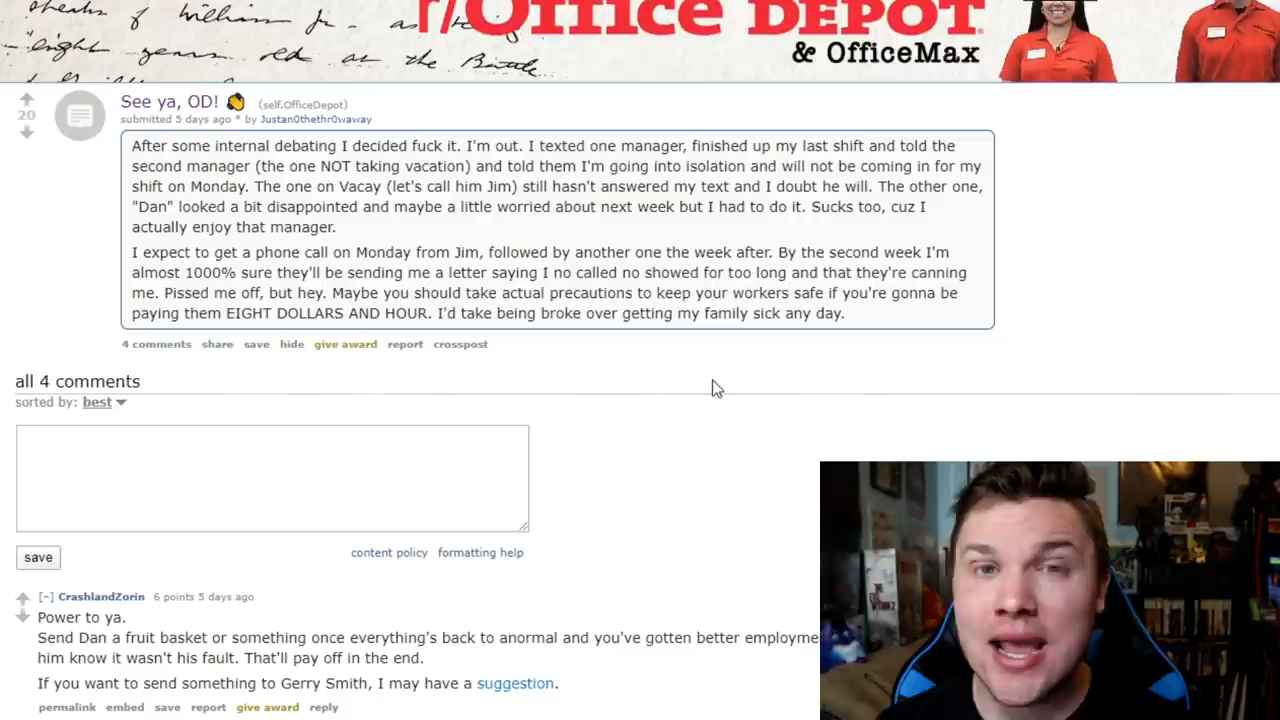 sheaks of William Jr. as
"eight years old at the Battle
r/Office DEPOT
& OfficeMax
See ya, OD! 👋 (self.OfficeDepot)
20
submitted 5 days ago * by Justan0thethr0waway
After some internal debating I decided fuck it. I'm out. I texted one manager, finished up my last shift and told the
second manager (the one NOT taking vacation) and told them I'm going into isolation and will not be coming in for my
shift on Monday. The one on Vacay (let's call him Jim) still hasn't answered my text and I doubt he will. The other one,
"Dan" looked a bit disappointed and maybe a little worried about next week but I had to do it. Sucks too, cuz I
actually enjoy that manager.
I expect to get a phone call on Monday from Jim, followed by another one the week after. By the second week I'm
almost 1000% sure they'll be sending me a letter saying I no called no showed for too long and that they're canning
me. Pissed me off, but hey. Maybe you should take actual precautions to keep your workers safe if you're gonna be
paying them EIGHT DOLLARS AND HOUR. I'd take being broke over getting my family sick any day.
4 comments share save hide give award report crosspost
all 4 comments
sorted by: best
content policy formatting help
save
[-] CrashlandZorin 6 points 5 days ago
Power to ya.
Send Dan a fruit basket or something once everything's back to anormal and you've gotten better employme
him know it wasn't his fault. That'll pay off in the end.
If you want to send something to Gerry Smith, I may have a suggestion.
permalink embed save report give award reply